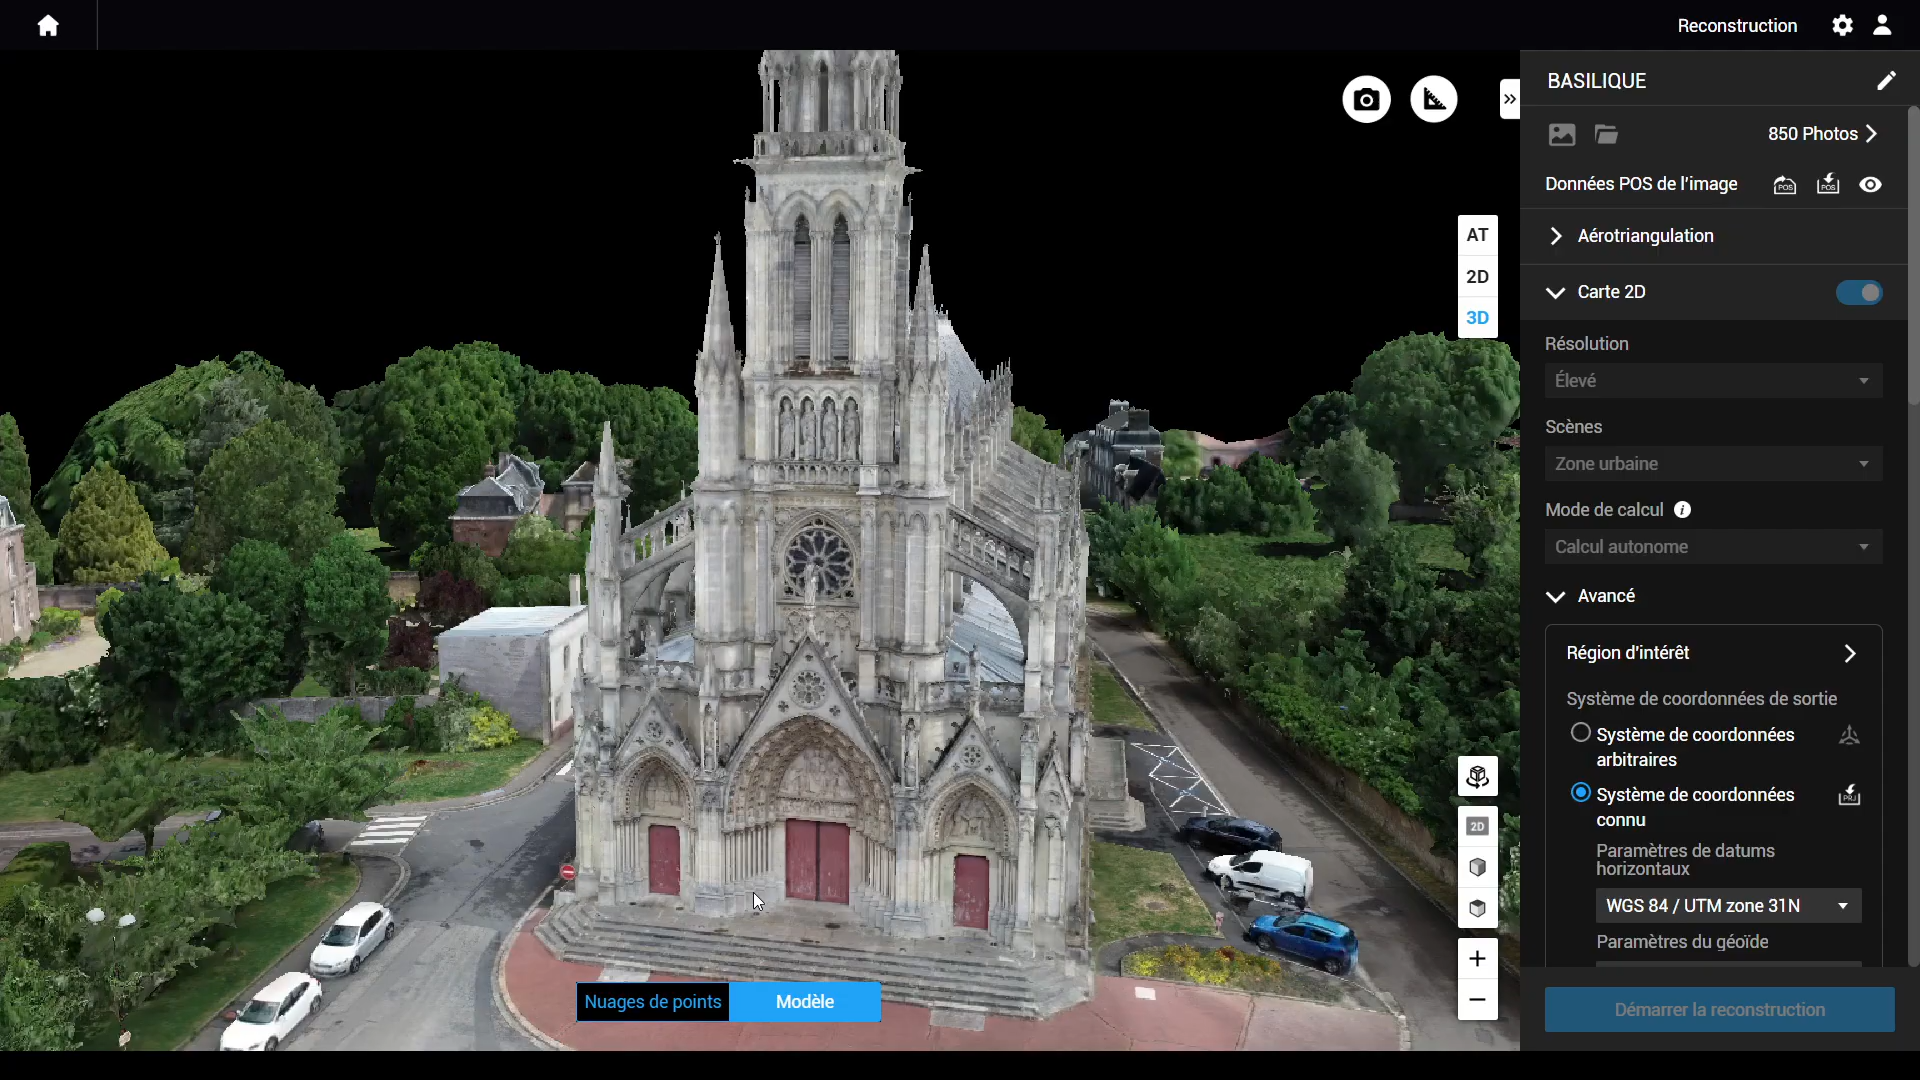 Reconstruction
BASILIQUE
850 Photos
Données POS de l'image
POS
POS
Aérotriangulation
AT
2D
3D
Carte 2D
Résolution
Élevé
Scènes
Zone urbaine
Mode de calcul
Calcul autonome
Avancé
Région d'intérêt
Système de coordonnées de sortie
Système de coordonnées
arbitraires
Système de coordonnées
connu
PRJ
Paramètres de datums
horizontaux
2D
WGS 84 / UTM zone 31N
Paramètres du géoïde
Nuages de points
Modèle
Démarrer la reconstruction